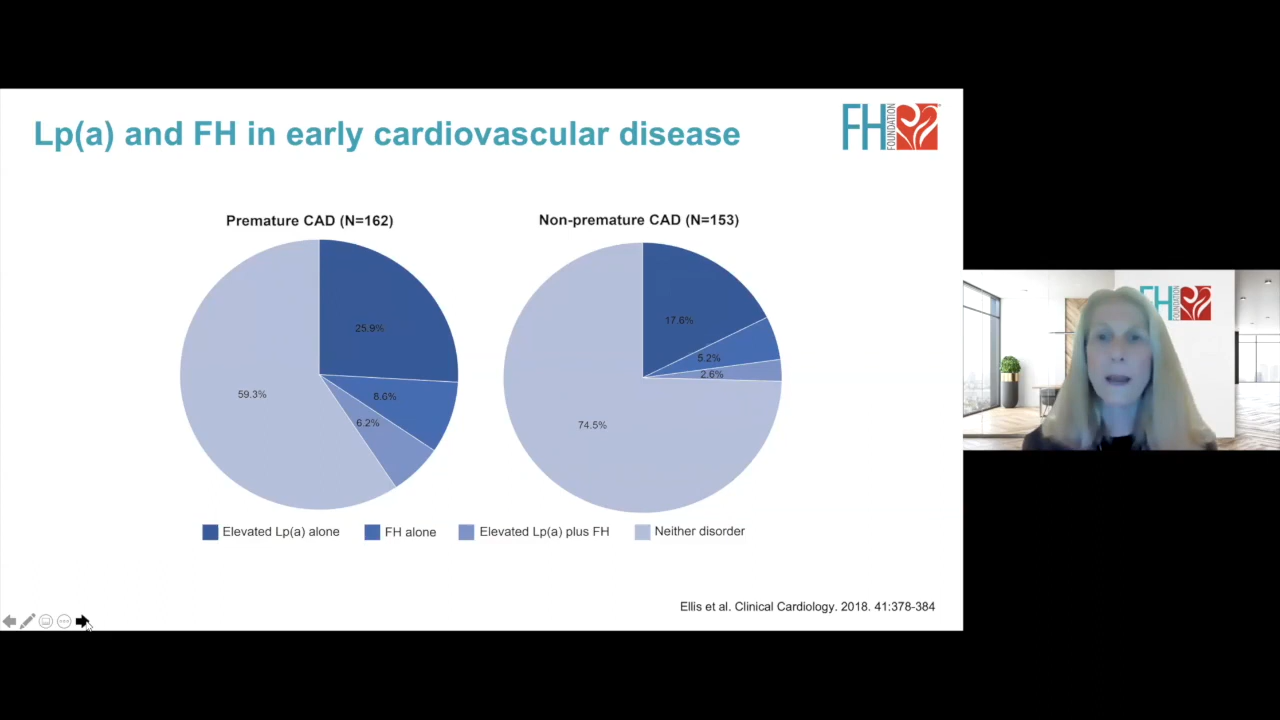 Lp(a) and FH in early cardiovascular disease
FH
FOUNDATION
Premature CAD (N=162)
25.9%
8.6%
6.2%
59.3%
Non-premature CAD (N=153)
17.6%
5.2%
2.6%
74.5%
Elevated Lp(a) alone
FH alone
Elevated Lp(a) plus FH
Neither disorder
Ellis et al. Clinical Cardiology. 2018. 41:378-384
FH
FOUNDATION